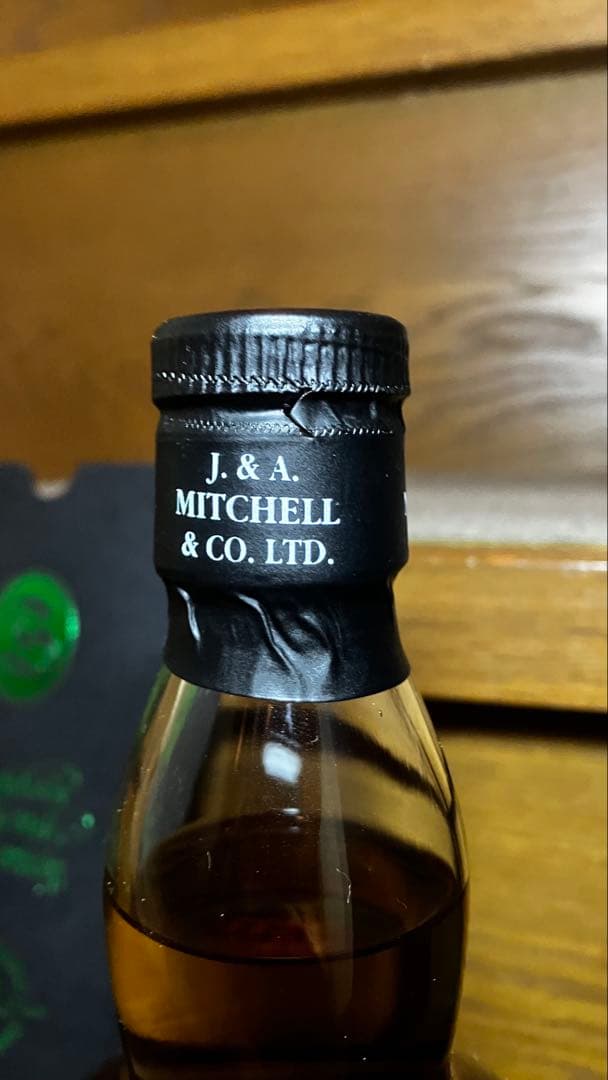 J. & A.
MITCHELL
& CO. LTD.